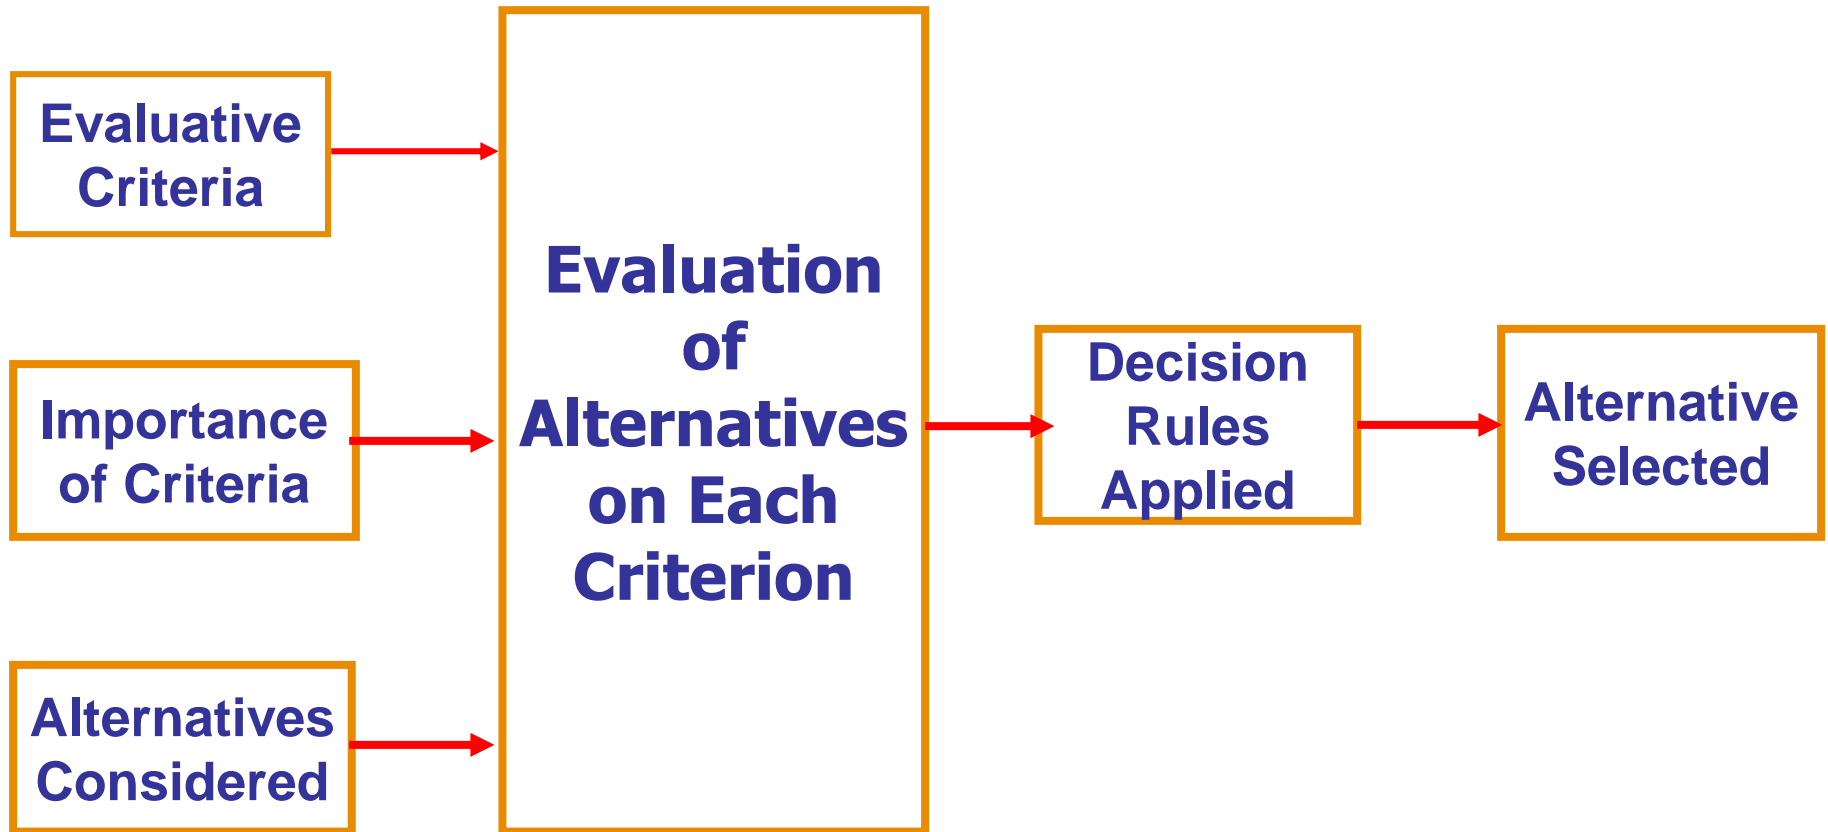 Evaluative
Criteria
Importance
of Criteria
Alternatives
Considered
Evaluation
of
Alternatives
on Each
Criterion
Decision
Rules
Applied
Alternative
Selected